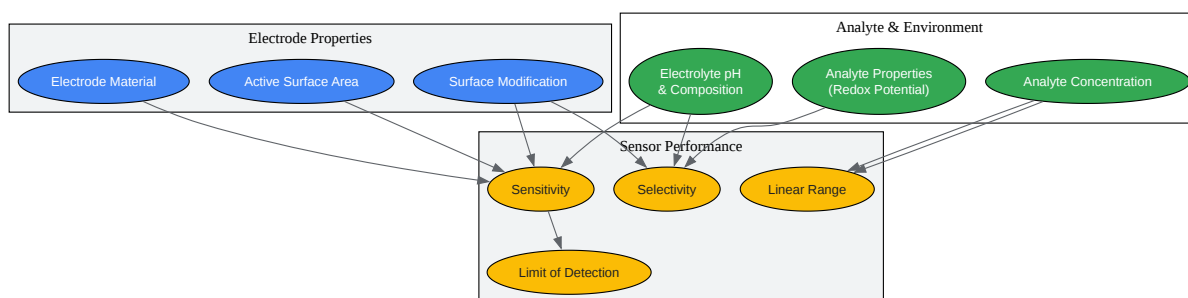 Electrode Properties
Analyte & Environment
Electrode Material
Active Surface Area
Surface Modification
Electrolyte pH
& Composition
Analyte Properties
(Redox Potential)
Analyte Concentration
Sensor Performance
Sensitivity
Selectivity
Linear Range
Limit of Detection